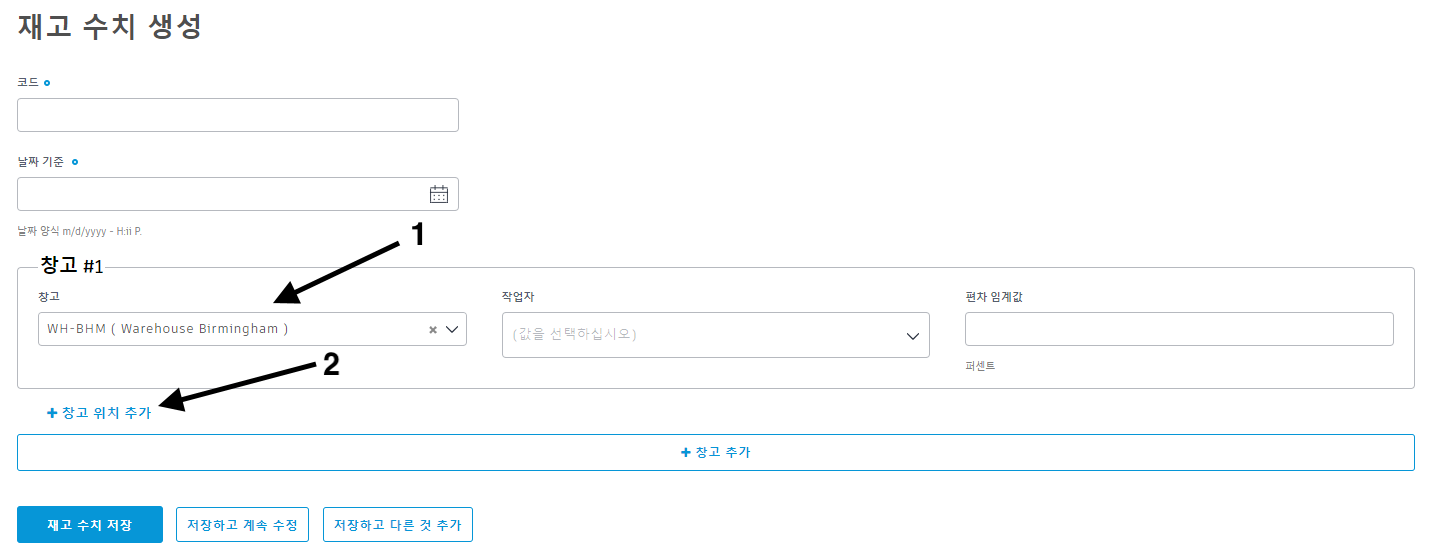 재고 수치 생성
코드
날짜 기준
날짜 양식 m/d/yyyy - H:ii P.
1
창고 #1
창고
작업자
편차 임계값
WH-BHM ( Warehouse Birmingham )
(값을 선택하십시오)
퍼센트
2
+ 창고 위치 추가
+ 창고 추가
재고 수치 저장
저장하고 계속 수정
저장하고 다른 것 추가